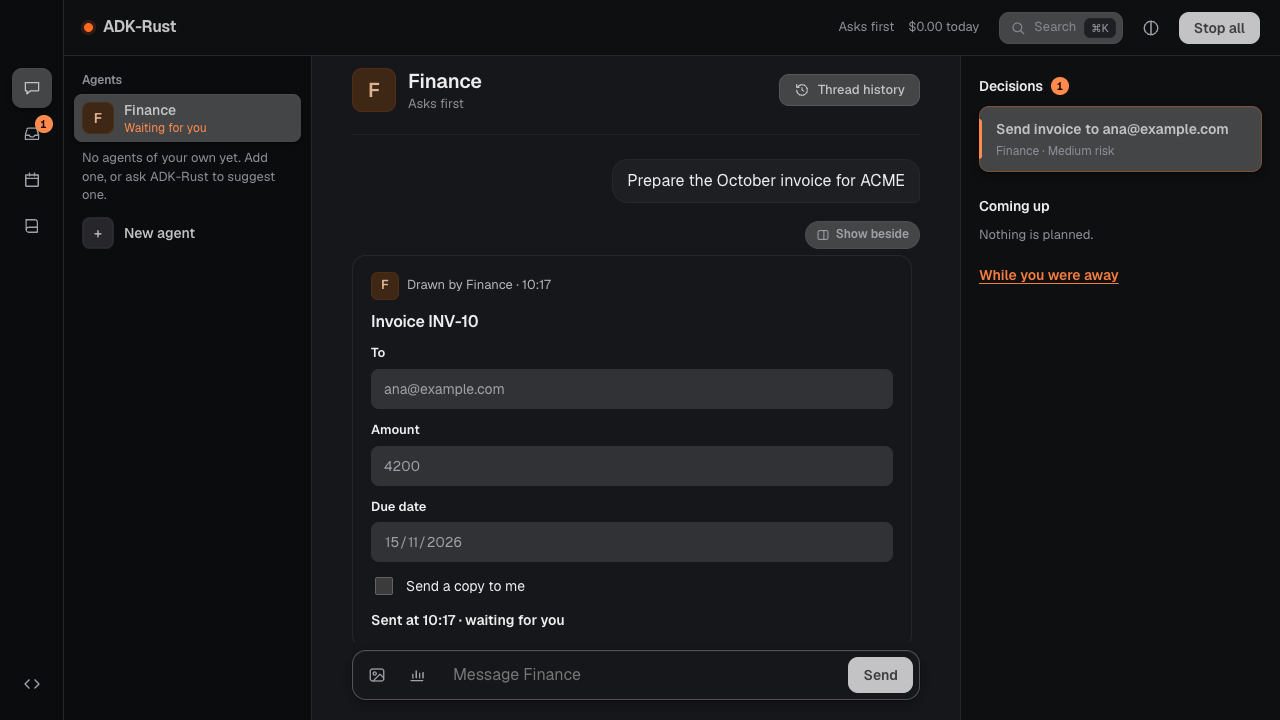 ADK-Rust
Asks first
$0.00 today
Search
⌘K
Stop all
1
Agents
F
Finance
Waiting for you
No agents of your own yet. Add
one, or ask ADK-Rust to suggest
one.
+
New agent
F
Finance
Asks first
Thread history
Prepare the October invoice for ACME
Show beside
F
Drawn by Finance · 10:17
Invoice INV-10
To
ana@example.com
Amount
4200
Due date
15/11/2026
Send a copy to me
Sent at 10:17 · waiting for you
Message Finance
Send
Decisions
1
Send invoice to ana@example.com
Finance · Medium risk
Coming up
Nothing is planned.
While you were away